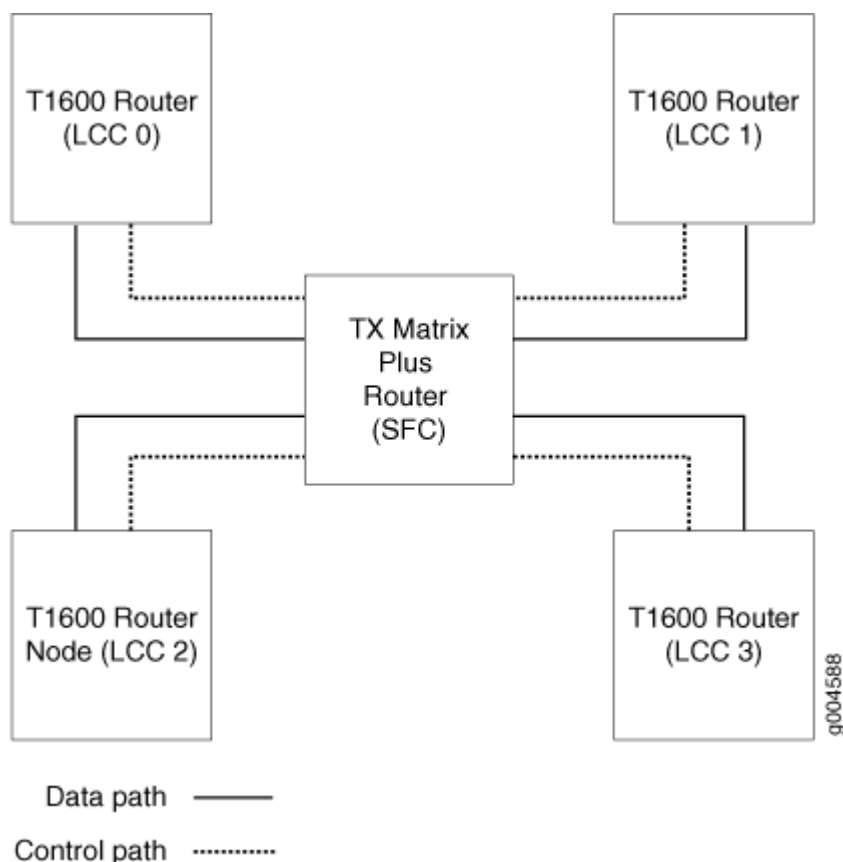 T1600 Router
(LCC 0)
T1600 Router
(LCC 1)
TX Matrix
Plus
Router
(SFC)
T1600 Router
Node (LCC 2)
T1600 Router
(LCC 3)
g004588
Data path
Control path